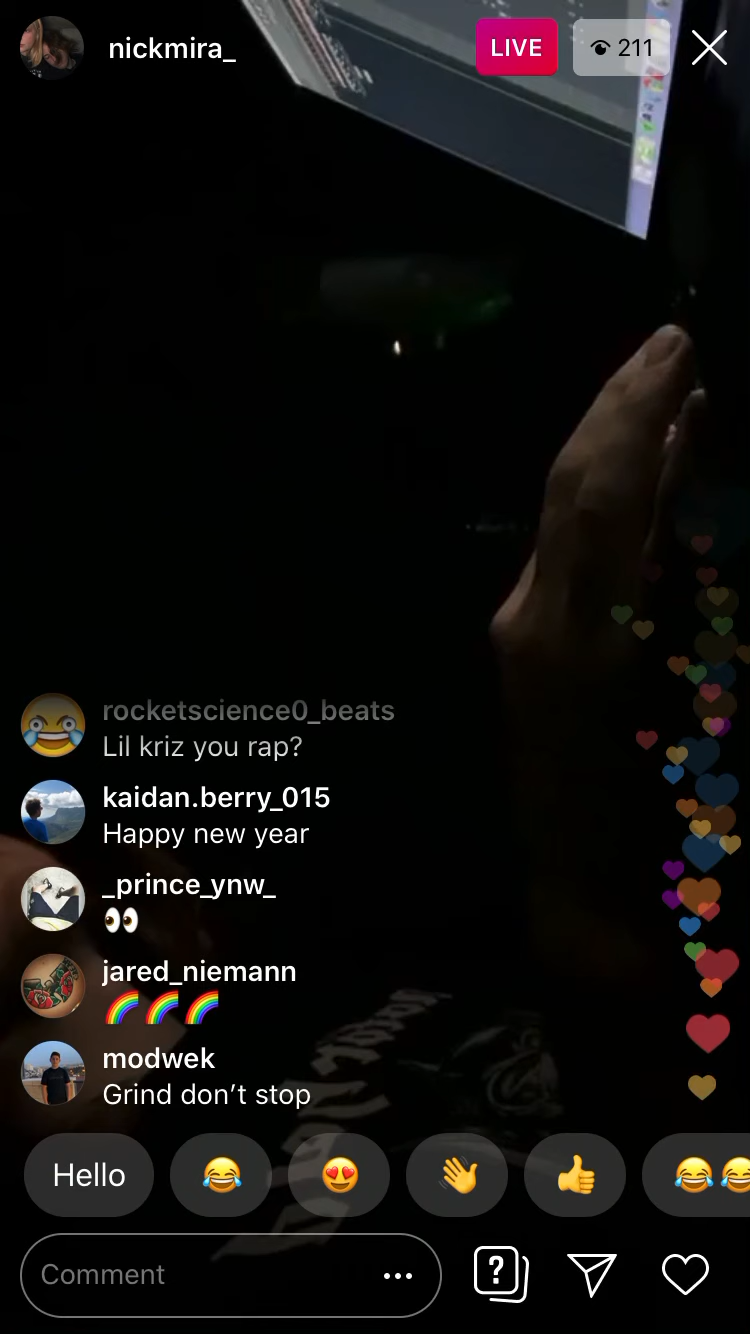 nickmira_
LIVE
211
rocketscience0_beats
Lil kriz you rap?
kaidan.berry_015
Happy new year
_prince_ynw_
👀
jared_niemann
🌈🌈🌈
modwek
Grind don’t stop
Hello 😂 😍 👋 👍 😂😂
Comment